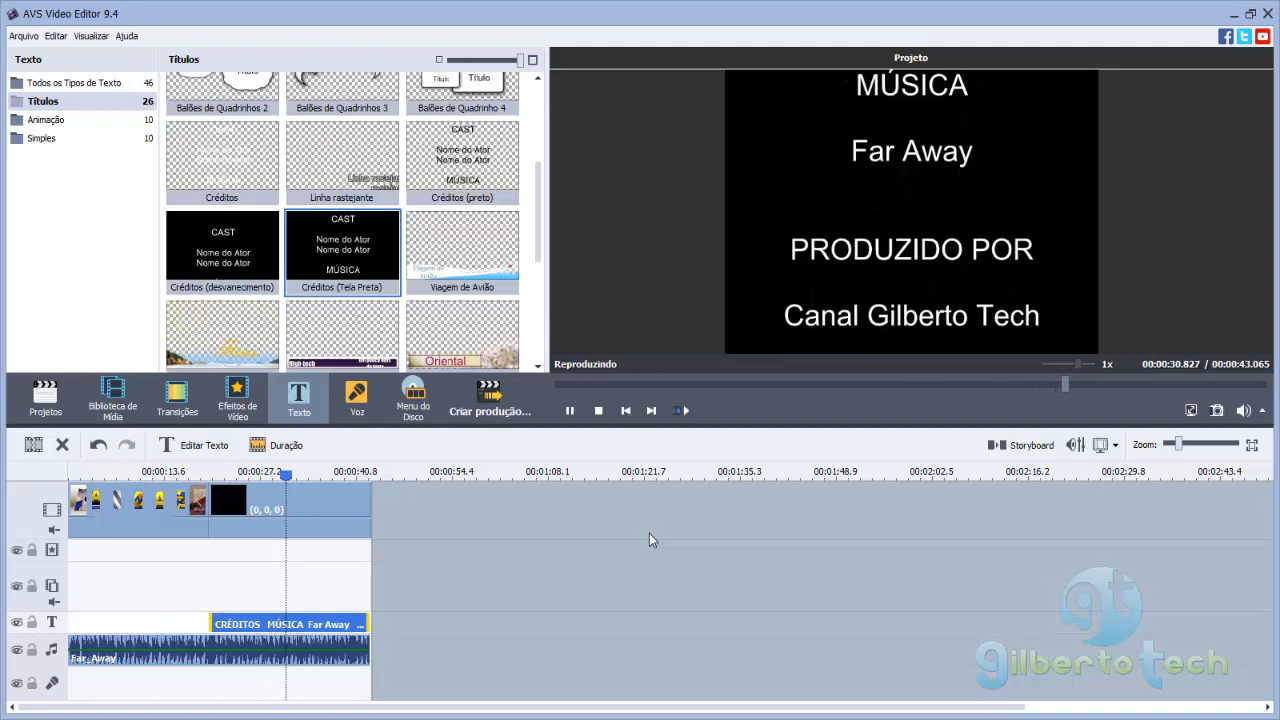 AVS Video Editor 9.4
Arquivo Editar Visualizar Ajuda
Texto
Todos os Tipos de Texto 46
Títulos 26
Animação 10
Simples 10
Títulos
Título
Títulc Título
Balões de Quadrinhos 2 Balões de Quadrinhos 3 Balões de Quadrinho 4
CAST
Nome do Ator
Nome do Ator
MÚSICA
Créditos Linha rastejante Créditos (preto)
CAST
Nome do Ator
Nome do Ator
CAST
Nome do Ator
Nome do Ator
MÚSICA
Viagem de Avião
Créditos (desvanecimento) Créditos (Tela Preta) Viagem de Avião
High-tech
Oriental
Projeto
MÚSICA
Far Away
PRODUZIDO POR
Canal Gilberto Tech
Reproduzindo 1x 00:00:30.827 / 00:00:43.065
Projetos Biblioteca de Mídia Transições Efeitos de Vídeo Texto Voz Menu do Disco Criar produção...
Editar Texto Duração Storyboard Zoom:
00:00:13.6 00:00:27.2 00:00:40.8 00:00:54.4 00:01:08.1 00:01:21.7 00:01:35.3 00:01:48.9 00:02:02.5 00:02:16.2 00:02:29.8 00:02:43.4
(0, 0, 0)
CRÉDITOS MÚSICA Far Away ...
Far_Away
gt
gilberto tech